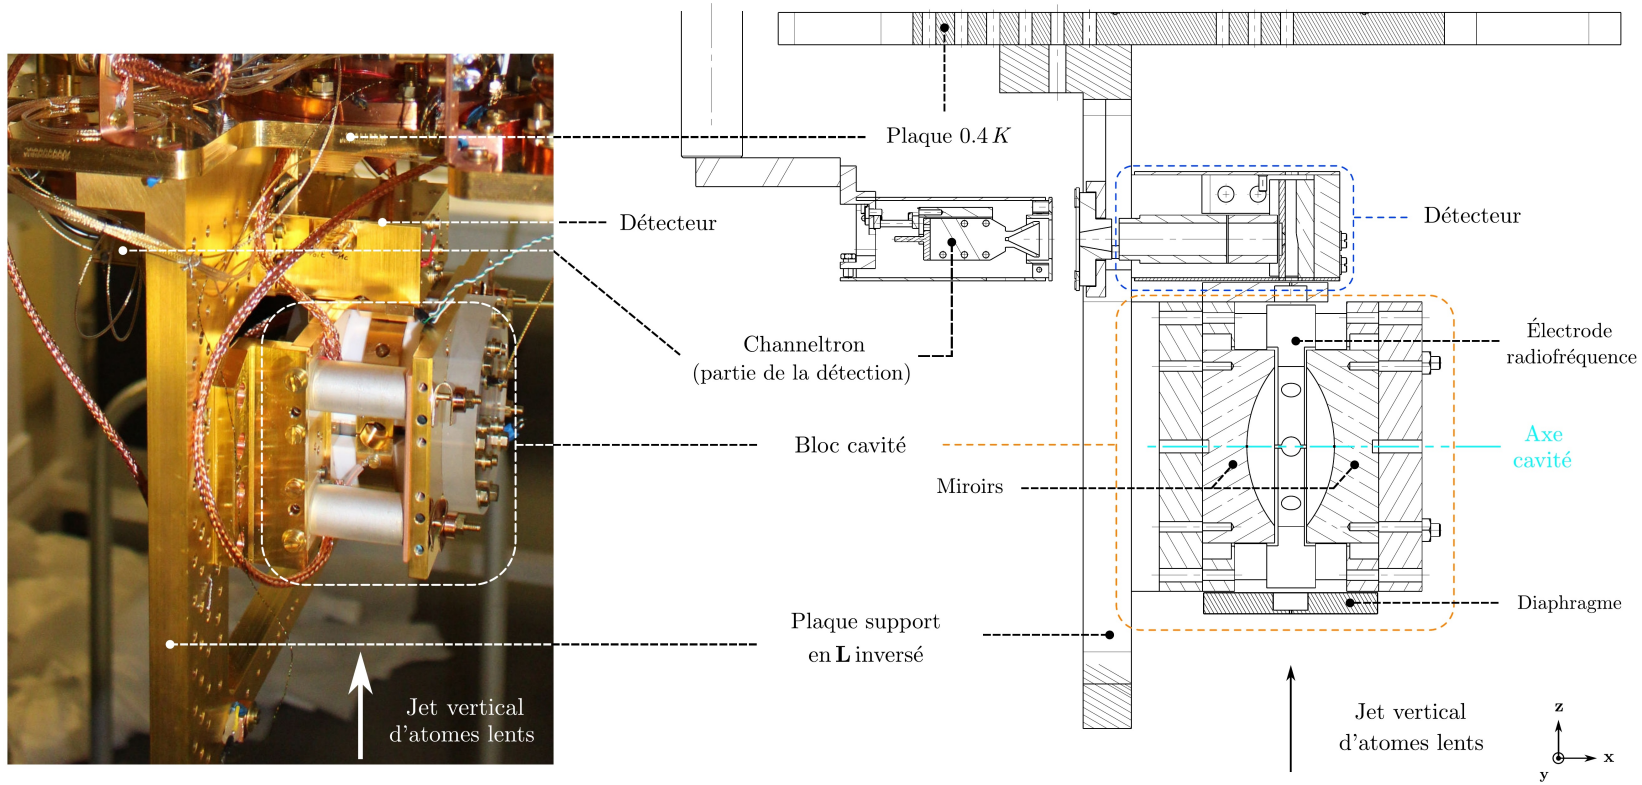 Plaque 0.4 K
Détecteur
Détecteur
Channeltron
(partie de la détection)
Électrode
radiofréquence
Bloc cavité
Axe
cavité
Miroirs
Diaphragme
Plaque support
en L inversé
Jet vertical
d'atomes lents
Jet vertical
d'atomes lents
z
x
y